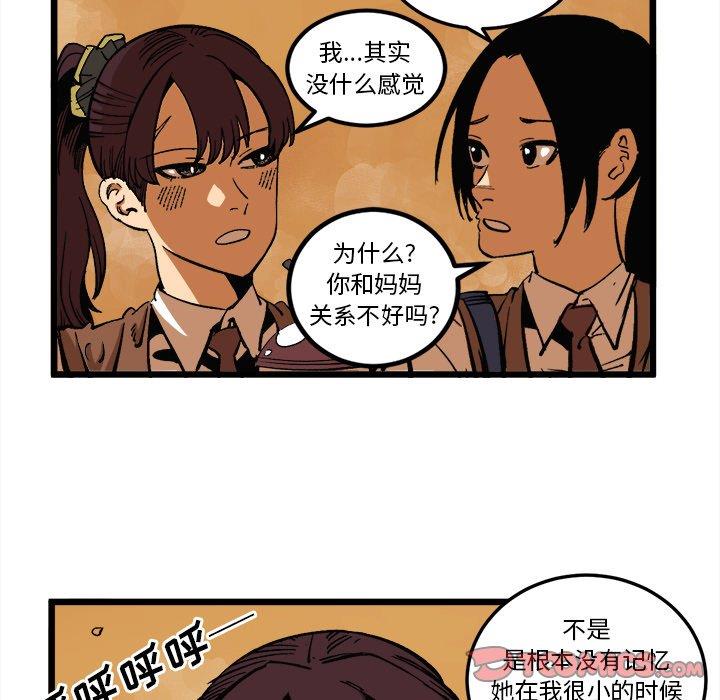 我...其实
没什么感觉
为什么?
你和妈妈
关系不好吗?
呼呼呼呼
不是
是根本没有记忆
她在我很小的时候
COMICS